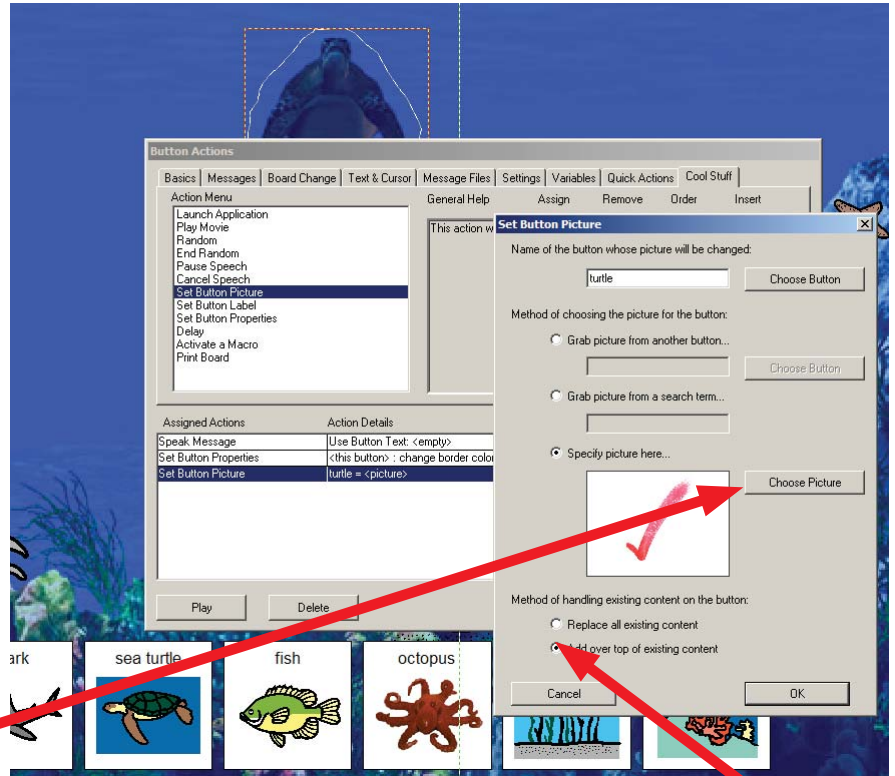 Button Actions
Basics Messages Board Change Text & Cursor Message Files Settings Variables Quick Actions Cool Stuff
Action Menu
General Help Assign Remove Order Insert
Launch Application
Play Movie
Random
End Random
Pause Speech
Cancel Speech
Set Button Picture
Set Button Label
Set Button Properties
Delay
Activate a Macro
Print Board
This action w
Assigned Actions Action Details
Speak Message Use Button Text: <empty>
Set Button Properties <this button> : change border color
Set Button Picture turtle = <picture>
Play Delete
Set Button Picture
Name of the button whose picture will be changed:
turtle Choose Button
Method of choosing the picture for the button:
Grab picture from another button...
Choose Button
Grab picture from a search term...
Specify picture here...
Choose Picture
Method of handling existing content on the button:
Replace all existing content
Add over top of existing content
Cancel OK
ark sea turtle fish octopus